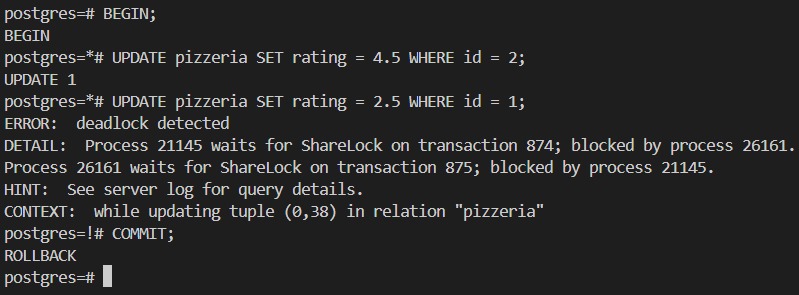 postgres=# BEGIN;
BEGIN
postgres=*# UPDATE pizzeria SET rating = 4.5 WHERE id = 2;
UPDATE 1
postgres=*# UPDATE pizzeria SET rating = 2.5 WHERE id = 1;
ERROR:  deadlock detected
DETAIL:  Process 21145 waits for ShareLock on transaction 874; blocked by process 26161.
Process 26161 waits for ShareLock on transaction 875; blocked by process 21145.
HINT:  See server log for query details.
CONTEXT:  while updating tuple (0,38) in relation "pizzeria"
postgres=!# COMMIT;
ROLLBACK
postgres=#